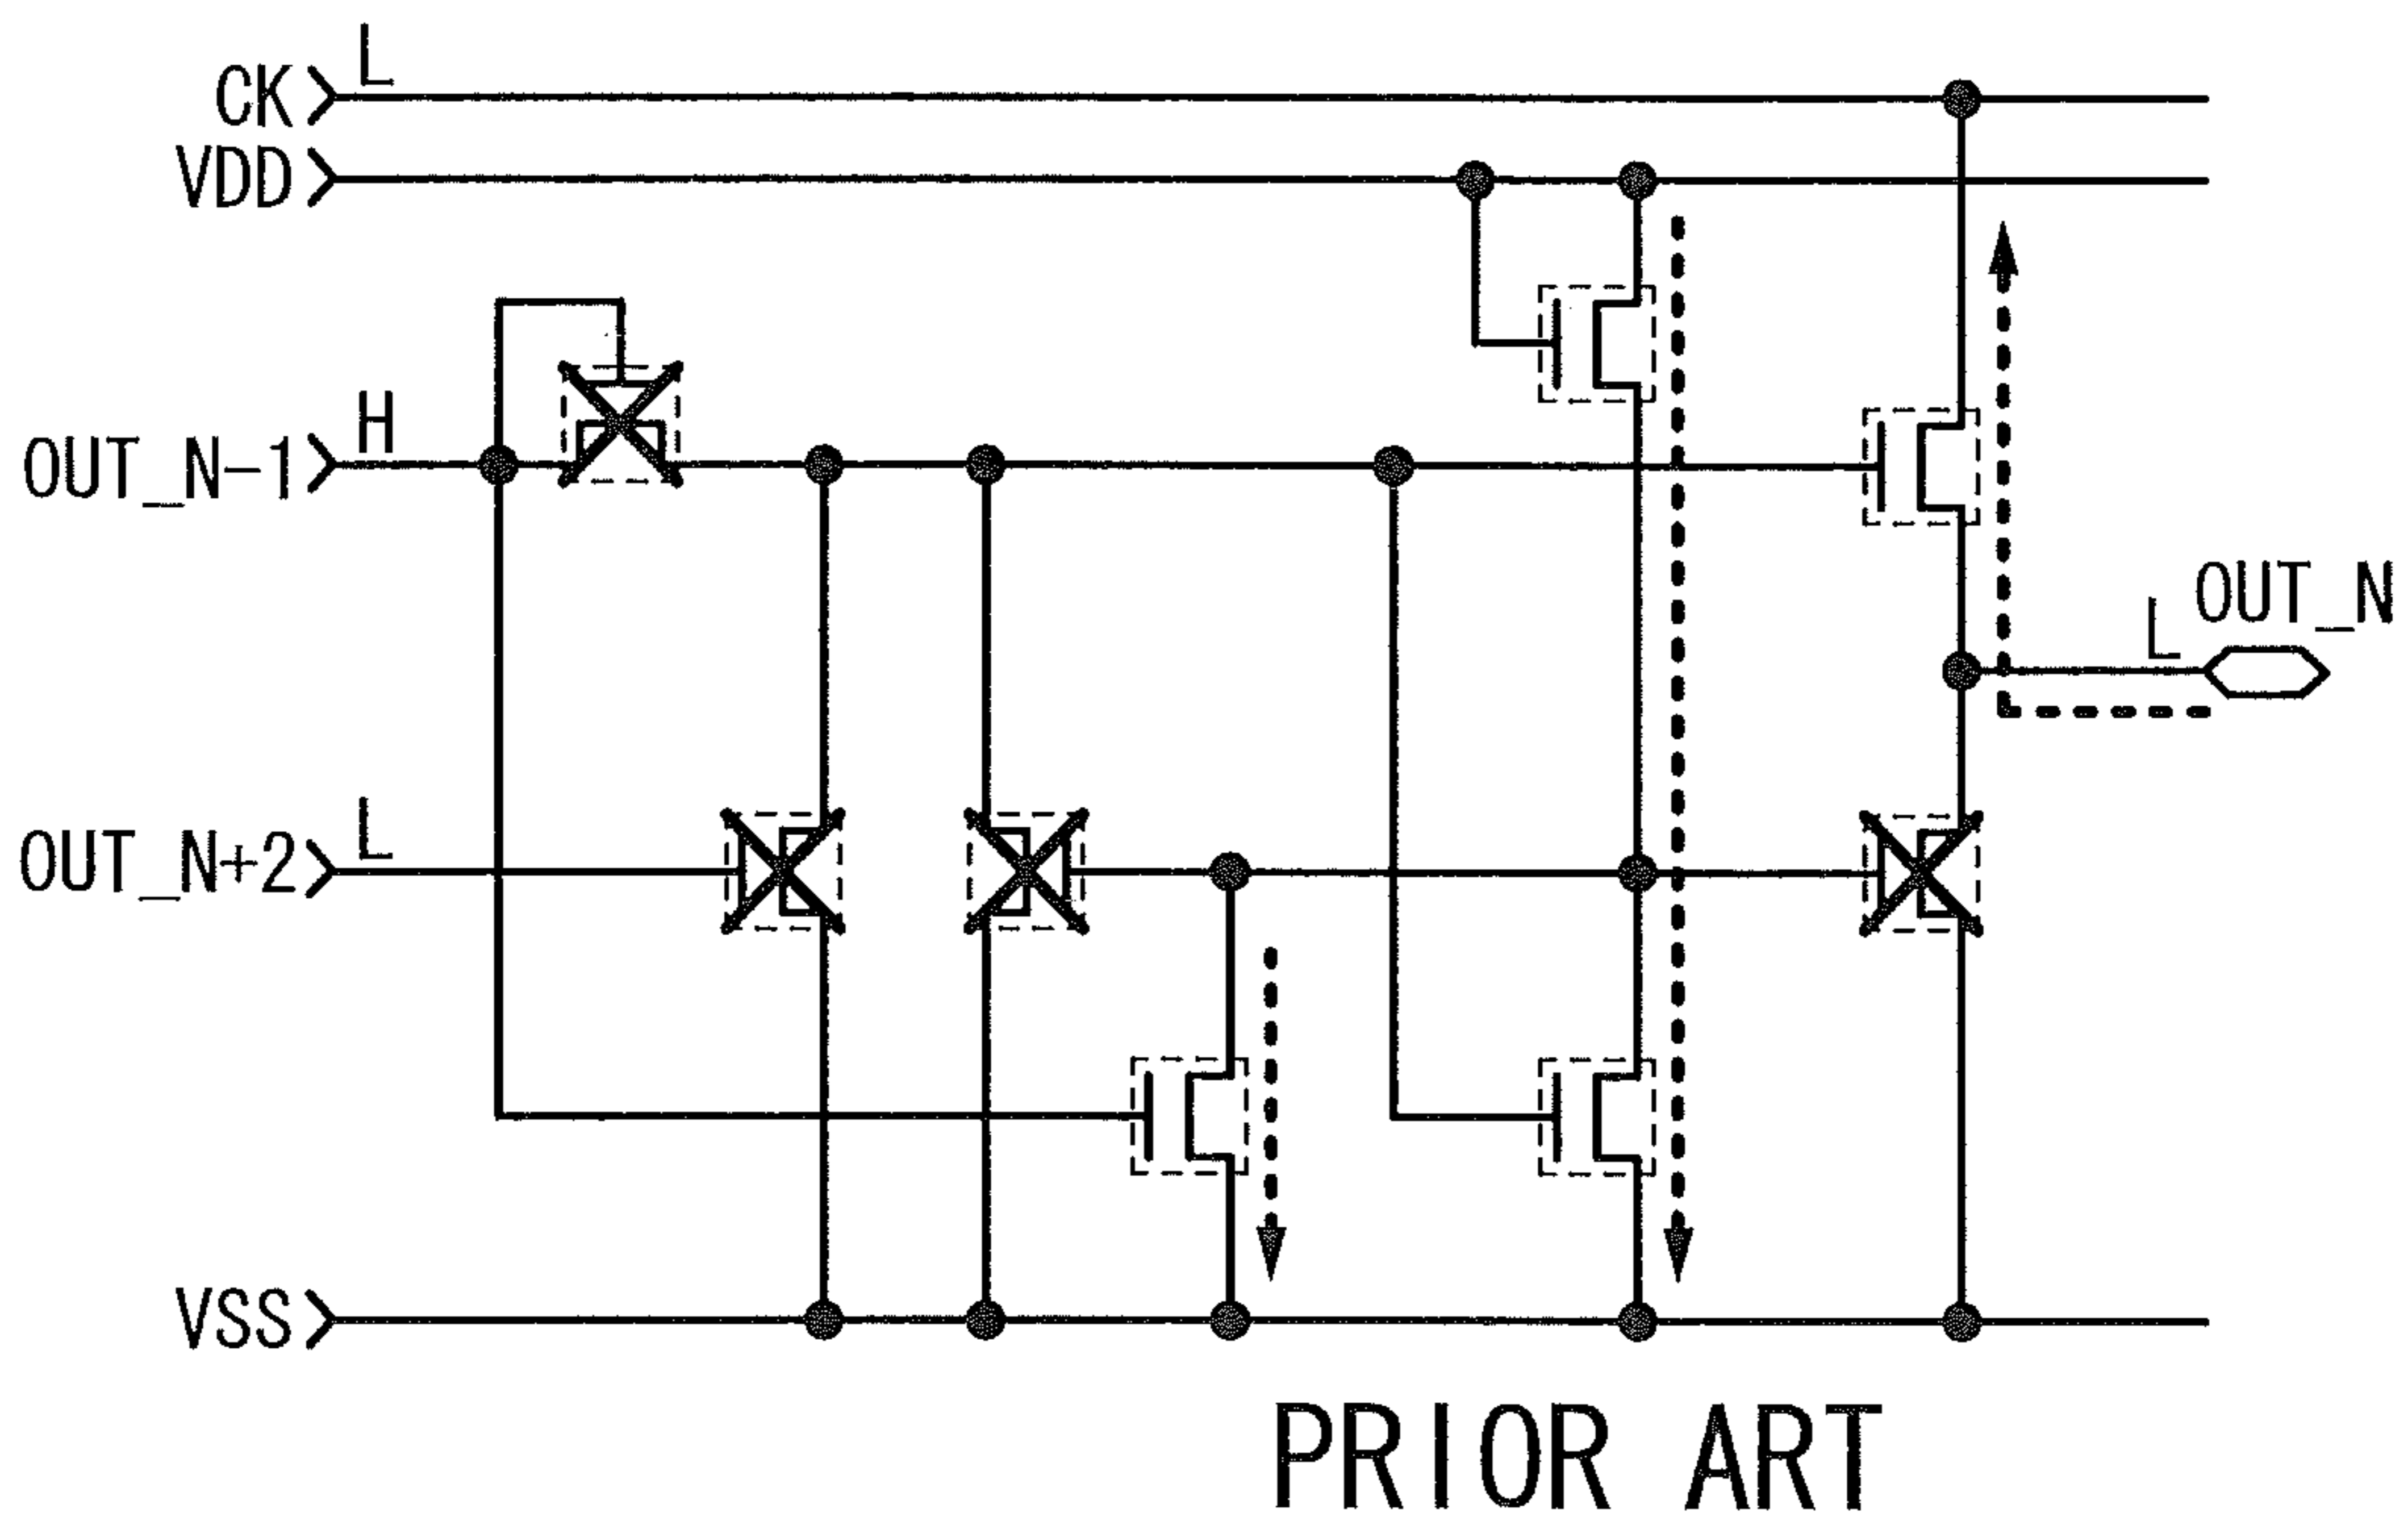 L
CK
VDD
H
OUT_N-1
OUT_N
L
L
OUT_N+2
VSS
PRIOR ART